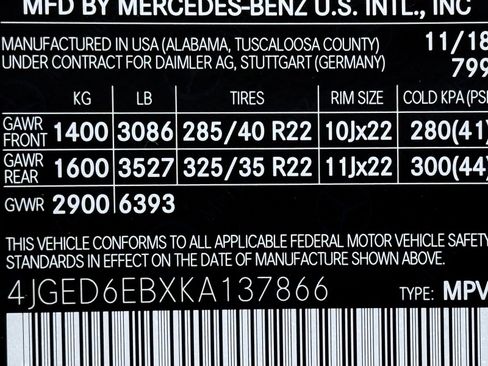 MFD BY MERCEDES-BENZ U.S. INTL., INC
MANUFACTURED IN USA (ALABAMA, TUSCALOOSA COUNTY) 11/18
UNDER CONTRACT FOR DAIMLER AG, STUTTGART (GERMANY) 799
KG LB TIRES RIM SIZE COLD KPA(PSI
GAWR FRONT 1400 3086 285/40 R22 10Jx22 280(41)
GAWR REAR 1600 3527 325/35 R22 11Jx22 300(44)
GVWR 2900 6393
THIS VEHICLE CONFORMS TO ALL APPLICABLE FEDERAL MOTOR VEHICLE SAFETY
STANDARDS IN EFFECT ON THE DATE OF MANUFACTURE SHOWN ABOVE.
4JGED6EBXKA137866 TYPE: MPV